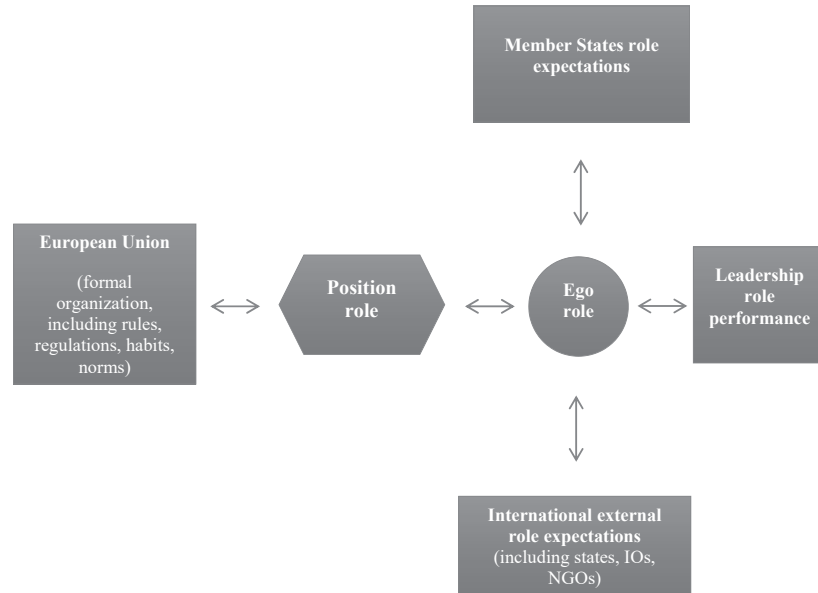 Member States role
expectations
European Union
(formal
organization,
including rules,
regulations, habits,
norms)
Position
role
Ego
role
Leadership
role
performance
International external
role expectations
(including states, IOs,
NGOs)